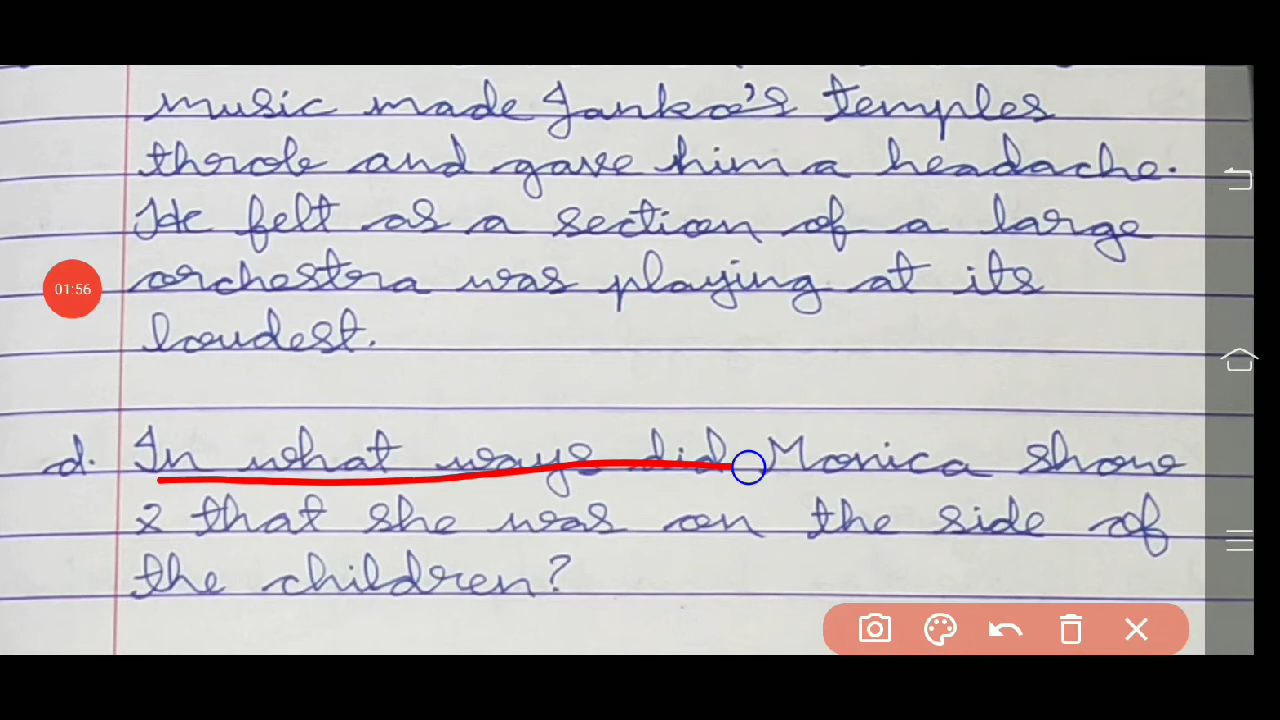 music made Janko's temples
throb and gave him a headache.
He felt as a section of a large
orchestra was playing at its
01:56
loudest.
d. In what ways did Monica show
that she was on the side of
the children?